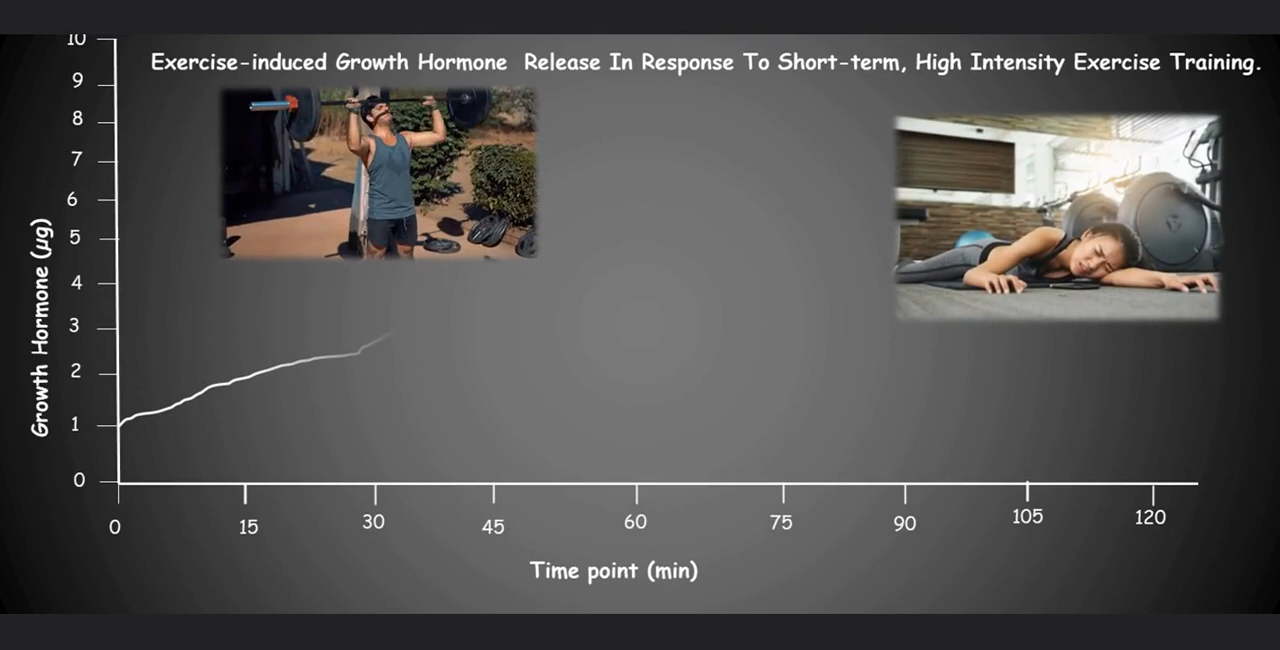 Exercise-induced Growth Hormone Release In Response To Short-term, High Intensity Exercise Training.
10
9
8
7
6
5
4
3
2
1
0
Growth Hormone (µg)
0 15 30 45 60 75 90 105 120
Time point (min)